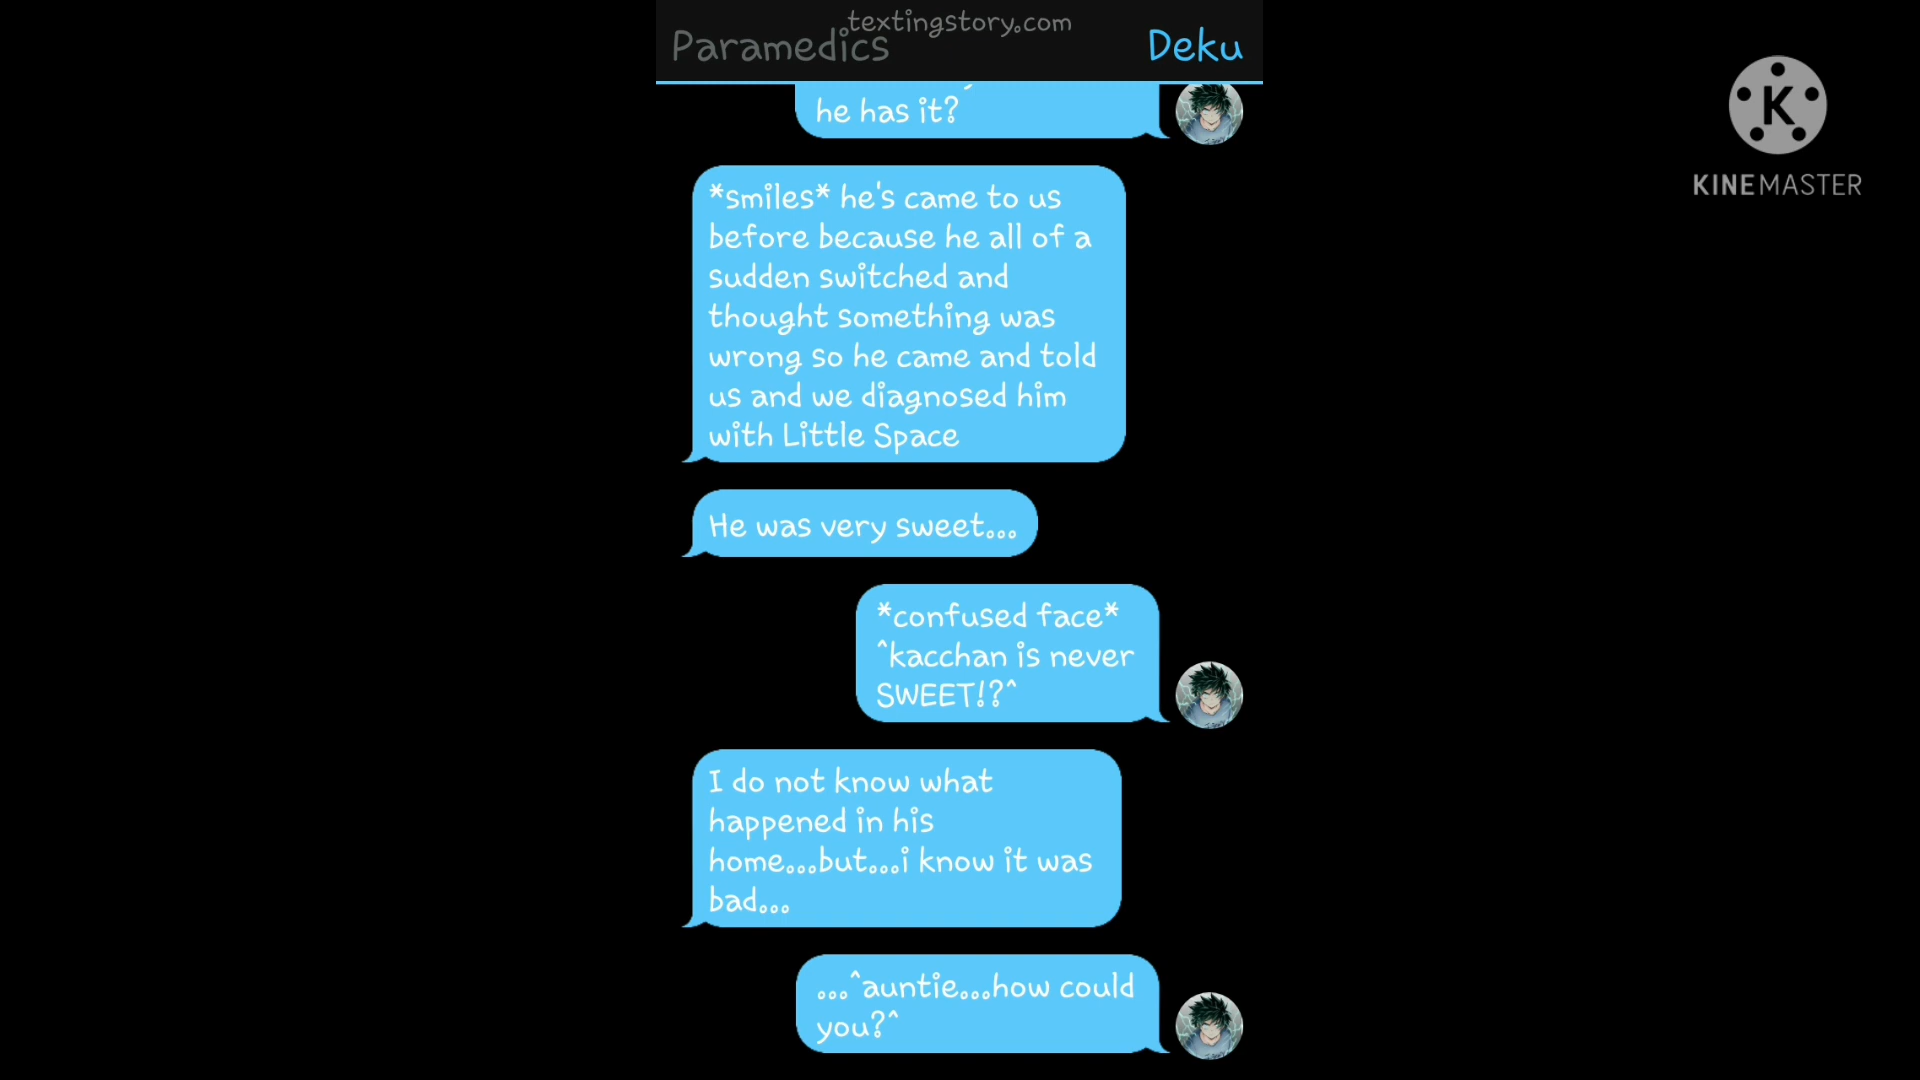 textingstory.com
Paramedics
Deku
he has it?
*smiles* he's came to us
before because he all of a
sudden switched and
thought something was
wrong so he came and told
us and we diagnosed him
with Little Space
He was very sweet...
*confused face*
^kacchan is never
SWEET!?^
I do not know what
happened in his
home...but...i know it was
bad...
...^auntie...how could
you?^
K
KINEMASTER